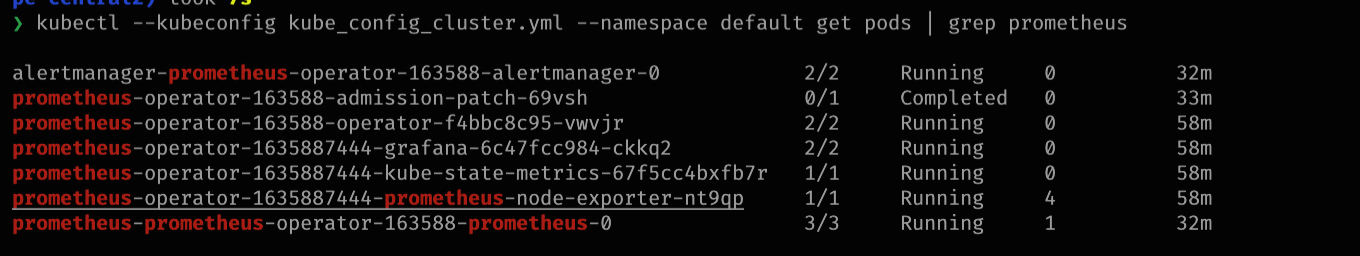 ❯ kubectl --kubeconfig kube_config_cluster.yml --namespace default get pods | grep prometheus
alertmanager-prometheus-operator-163588-alertmanager-0 2/2 Running 0 32m
prometheus-operator-163588-admission-patch-69vsh 0/1 Completed 0 33m
prometheus-operator-163588-operator-f4bbc8c95-vwvjr 2/2 Running 0 58m
prometheus-operator-1635887444-grafana-6c47fcc984-ckkq2 2/2 Running 0 58m
prometheus-operator-1635887444-kube-state-metrics-67f5cc4bxfb7r 1/1 Running 0 58m
prometheus-operator-1635887444-prometheus-node-exporter-nt9qp 1/1 Running 4 58m
prometheus-prometheus-operator-163588-prometheus-0 3/3 Running 1 32m